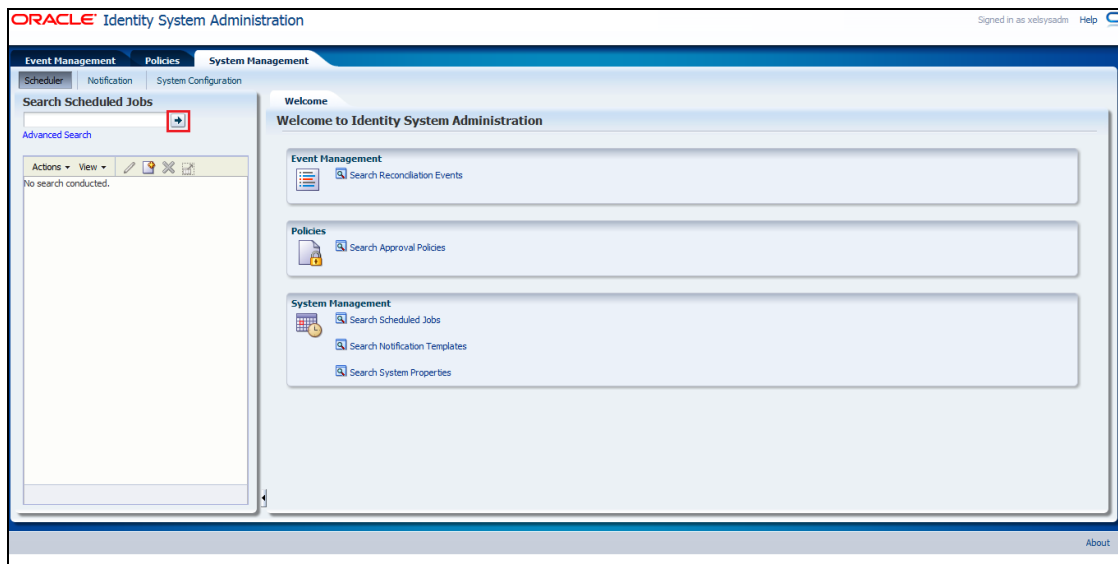 ORACLE® Identity System Administration
Signed in as xelsysadm Help
Event Management Policies System Management
Scheduler Notification System Configuration
Search Scheduled Jobs
Advanced Search
Actions View
No search conducted.
Welcome
Welcome to Identity System Administration
Event Management
Search Reconciliation Events
Policies
Search Approval Policies
System Management
Search Scheduled Jobs
Search Notification Templates
Search System Properties
About